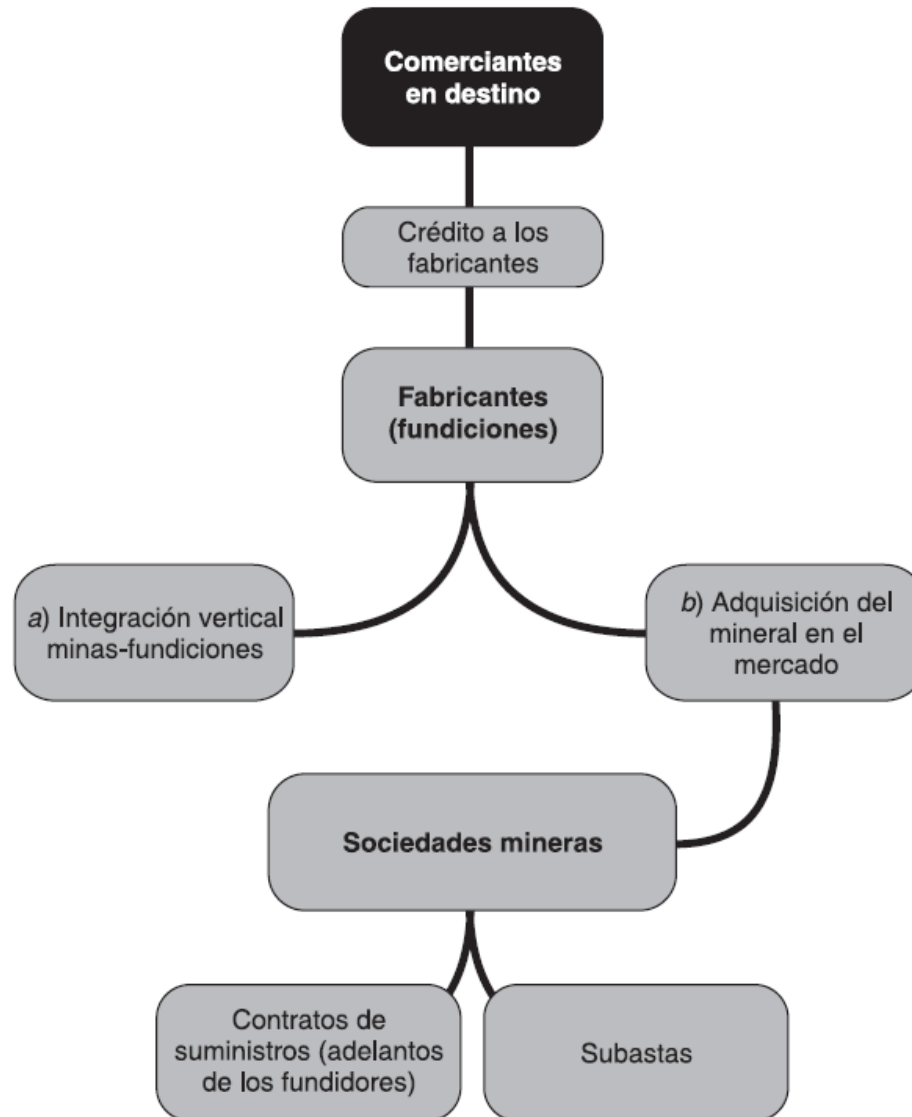 Comerciantes
en destino
Crédito a los
fabricantes
Fabricantes
(fundiciones)
a) Integración vertical
minas-fundiciones
b) Adquisición del
mineral en el
mercado
Sociedades mineras
Contratos de
suministros (adelantos
de los fundidores)
Subastas